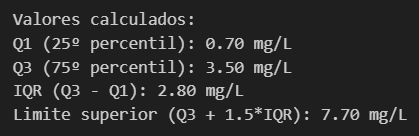 Valores calculados:
Q1 (25º percentil): 0.70 mg/L
Q3 (75º percentil): 3.50 mg/L
IQR (Q3 - Q1): 2.80 mg/L
Limite superior (Q3 + 1.5*IQR): 7.70 mg/L